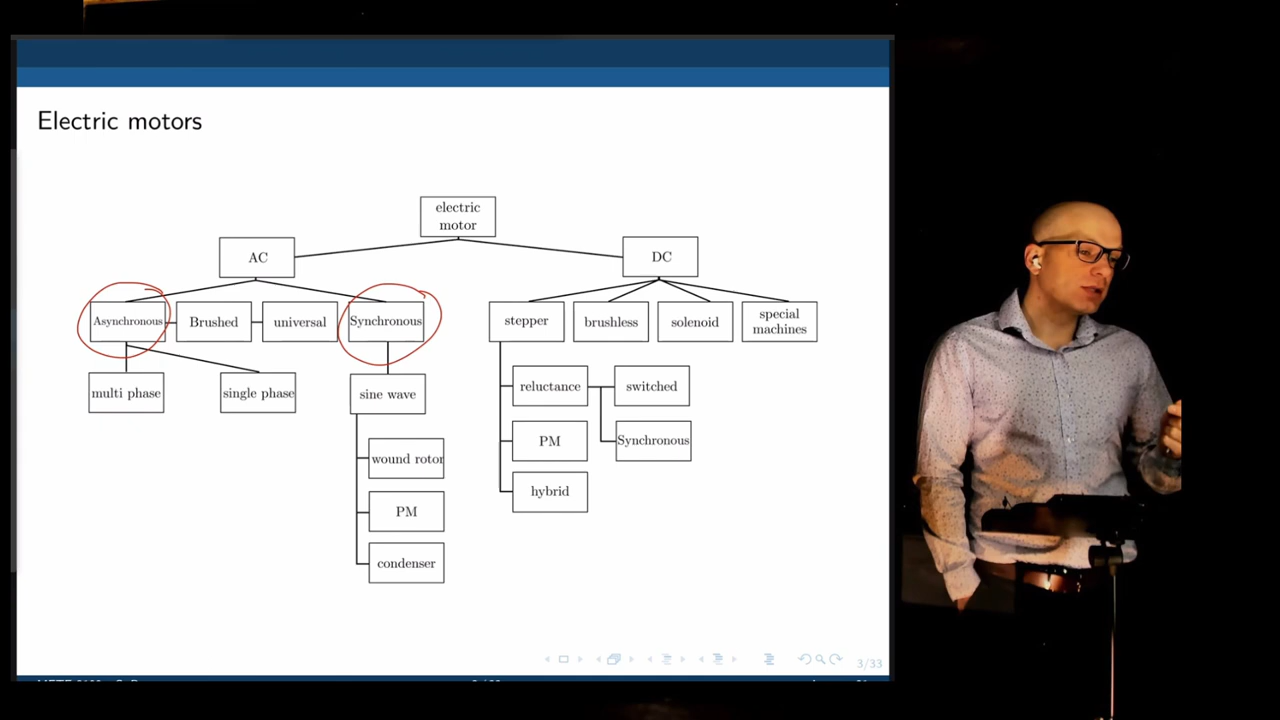 Electric motors
electric
motor
AC
DC
Asynchronous
Brushed
universal
Synchronous
stepper
brushless
solenoid
special
machines
multi phase
single phase
sine wave
reluctance
switched
wound rotor
PM
Synchronous
PM
hybrid
condenser
3/33